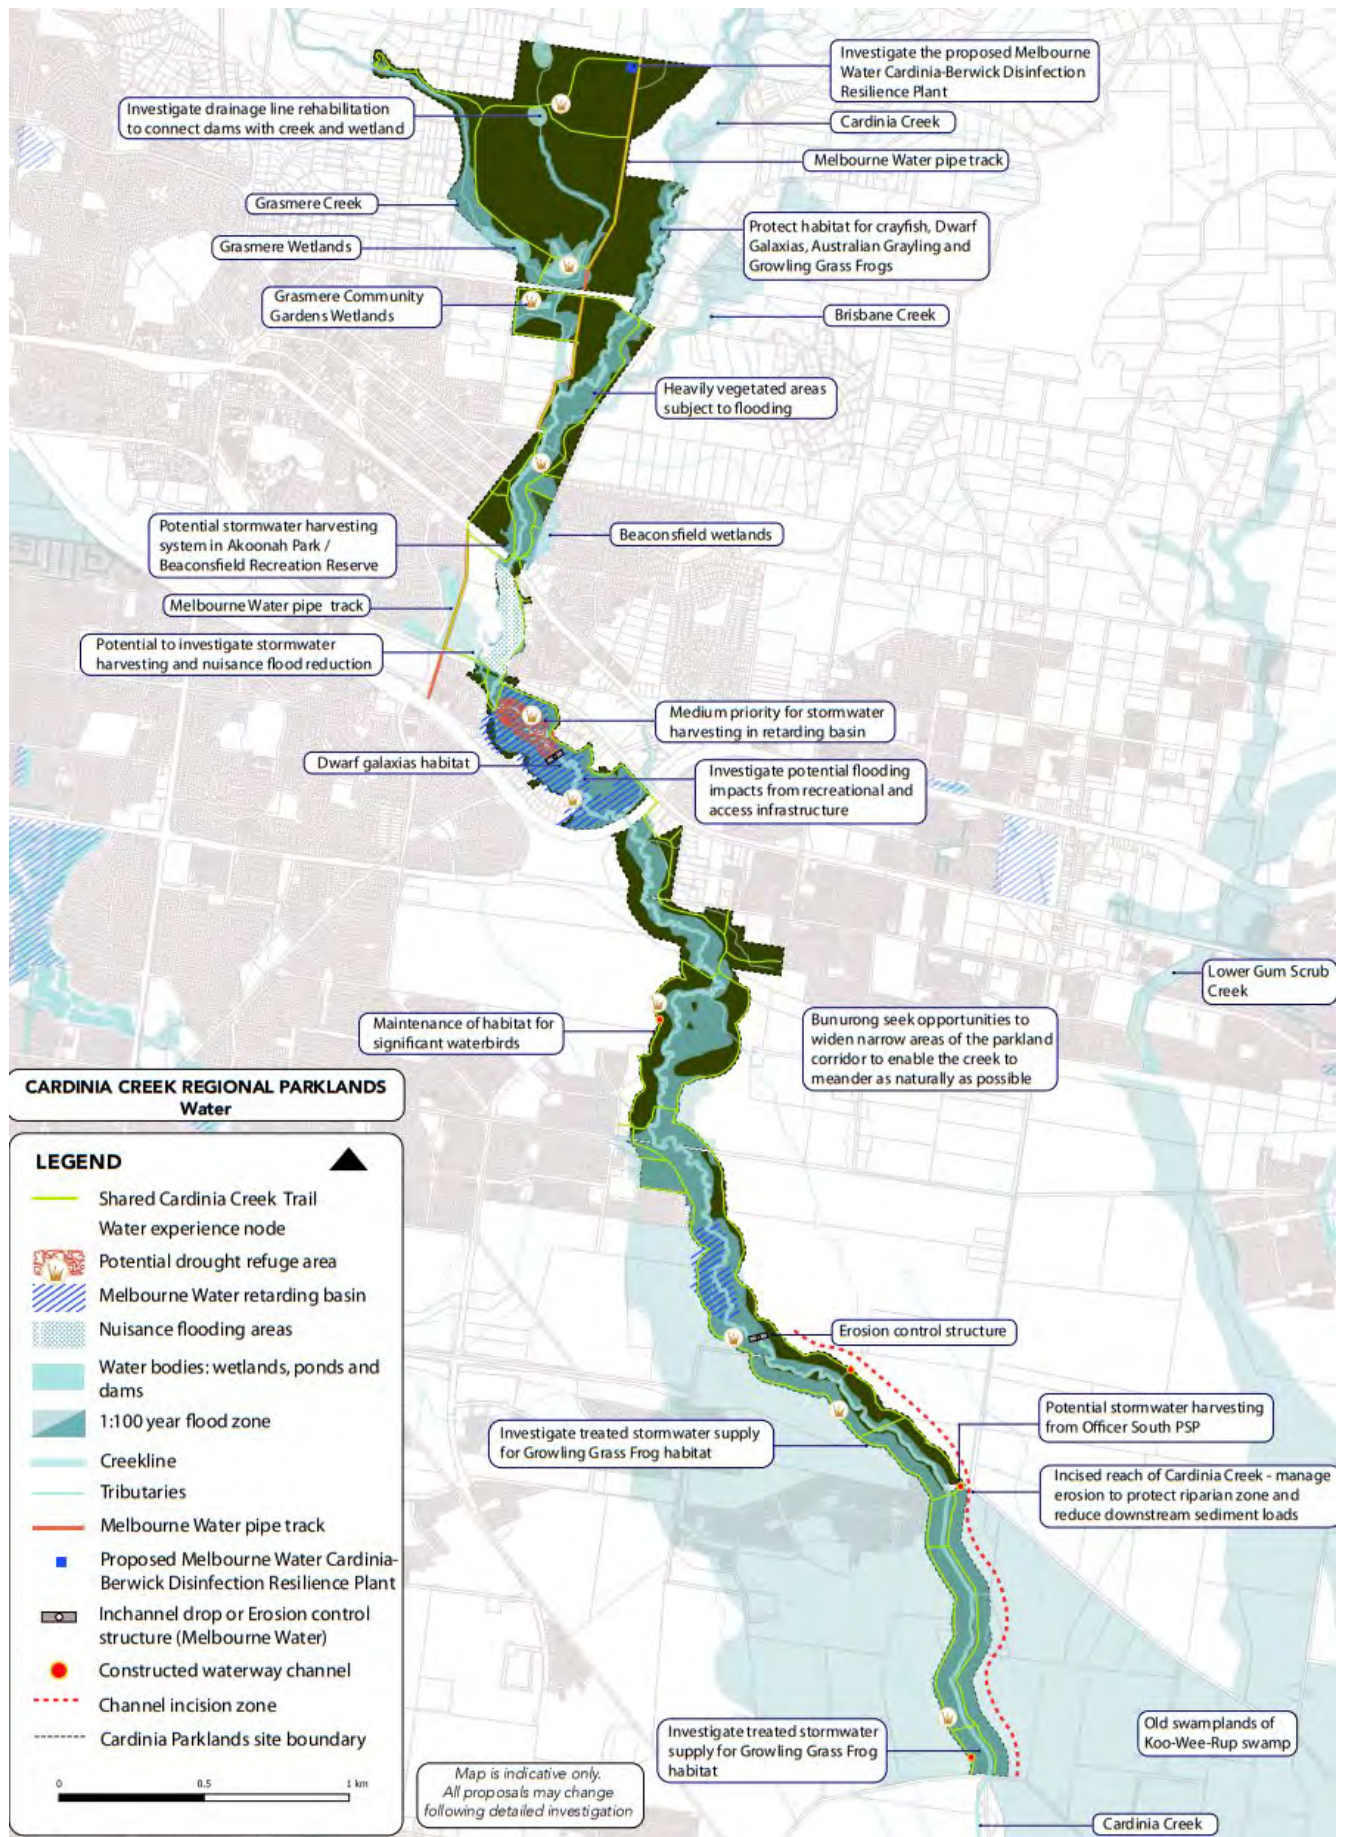 Investigate the proposed Melbourne
Water Cardinia-Berwick Disinfection
Resilience Plant
Investigate drainage line rehabilitation
to connect dams with creek and wetland
Cardinia Creek
Melbourne Water pipe track
Grasmere Creek
Protect habitat for crayfish, Dwarf
Galaxias, Australian Grayling and
Growling Grass Frogs
Grasmere Wetlands
Grasmere Community
Gardens Wetlands
Brisbane Creek
Heavily vegetated areas
subject to flooding
Potential stormwater harvesting
system in Akoonah Park /
Beaconsfield Recreation Reserve
Beaconsfield wetlands
Melbourne Water pipe track
Potential to investigate stormwater
harvesting and nuisance flood reduction
Medium priority for stormwater
harvesting in retarding basin
Dwarf galaxias habitat
Investigate potential flooding
impacts from recreational and
access infrastructure
Lower Gum Scrub
Creek
Maintenance of habitat for
significant waterbirds
Bunurong seek opportunities to
widen narrow areas of the parkland
corridor to enable the creek to
meander as naturally as possible
CARDINIA CREEK REGIONAL PARKLANDS
Water
LEGEND
Shared Cardinia Creek Trail
Water experience node
Potential drought refuge area
Melbourne Water retarding basin
Nuisance flooding areas
Water bodies: wetlands, ponds and
dams
1:100 year flood zone
Creekline
Tributaries
Melbourne Water pipe track
Proposed Melbourne Water Cardinia-
Berwick Disinfection Resilience Plant
Inchannel drop or Erosion control
structure (Melbourne Water)
Constructed waterway channel
Channel incision zone
Cardinia Parklands site boundary
0 0.5 1 km
Erosion control structure
Investigate treated stormwater supply
for Growling Grass Frog habitat
Potential stormwater harvesting
from Officer South PSP
Incised reach of Cardinia Creek - manage
erosion to protect riparian zone and
reduce downstream sediment loads
Investigate treated stormwater
supply for Growling Grass Frog
habitat
Old swamplands of
Koo-Wee-Rup swamp
Map is indicative only.
All proposals may change
following detailed investigation
Cardinia Creek